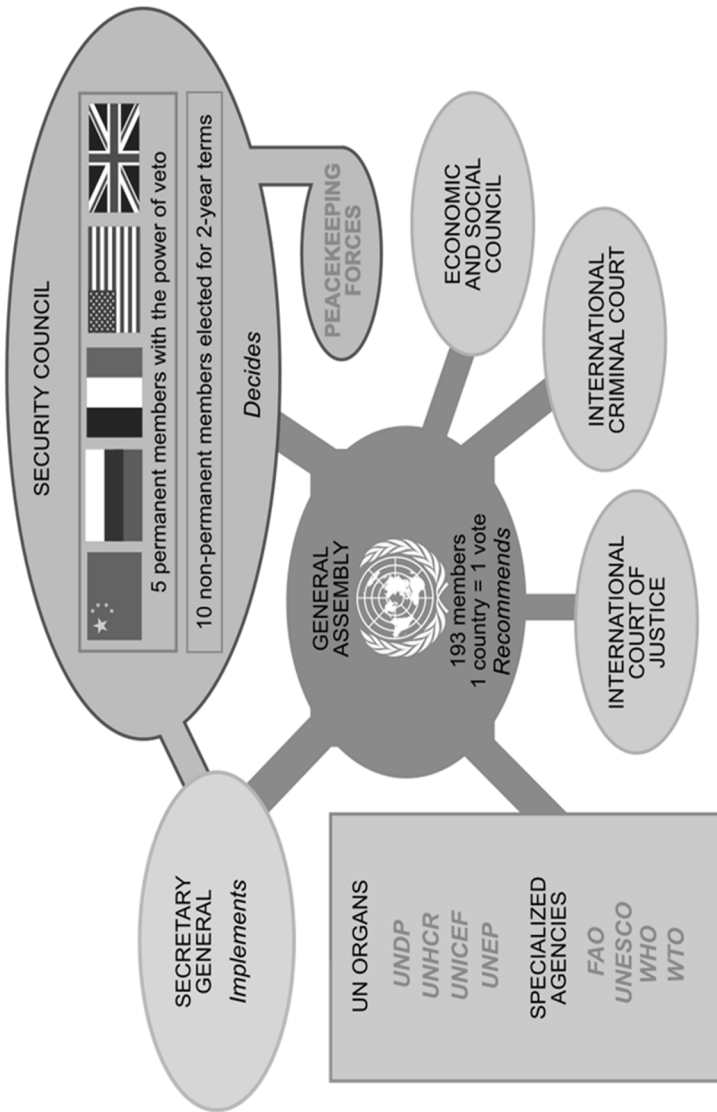 SECURITY COUNCIL
5 permanent members with the power of veto
10 non-permanent members elected for 2-year terms
Decides
SECRETARY
GENERAL
Implements
PEACEKEEPING
FORCES
GENERAL
ASSEMBLY
193 members
1 country = 1 vote
Recommends
ECONOMIC
AND SOCIAL
COUNCIL
UN ORGANS
UNDP
UNHCR
UNICEF
UNEP
SPECIALIZED
AGENCIES
FAO
UNESCO
WHO
WTO
INTERNATIONAL
COURT OF
JUSTICE
INTERNATIONAL
CRIMINAL COURT